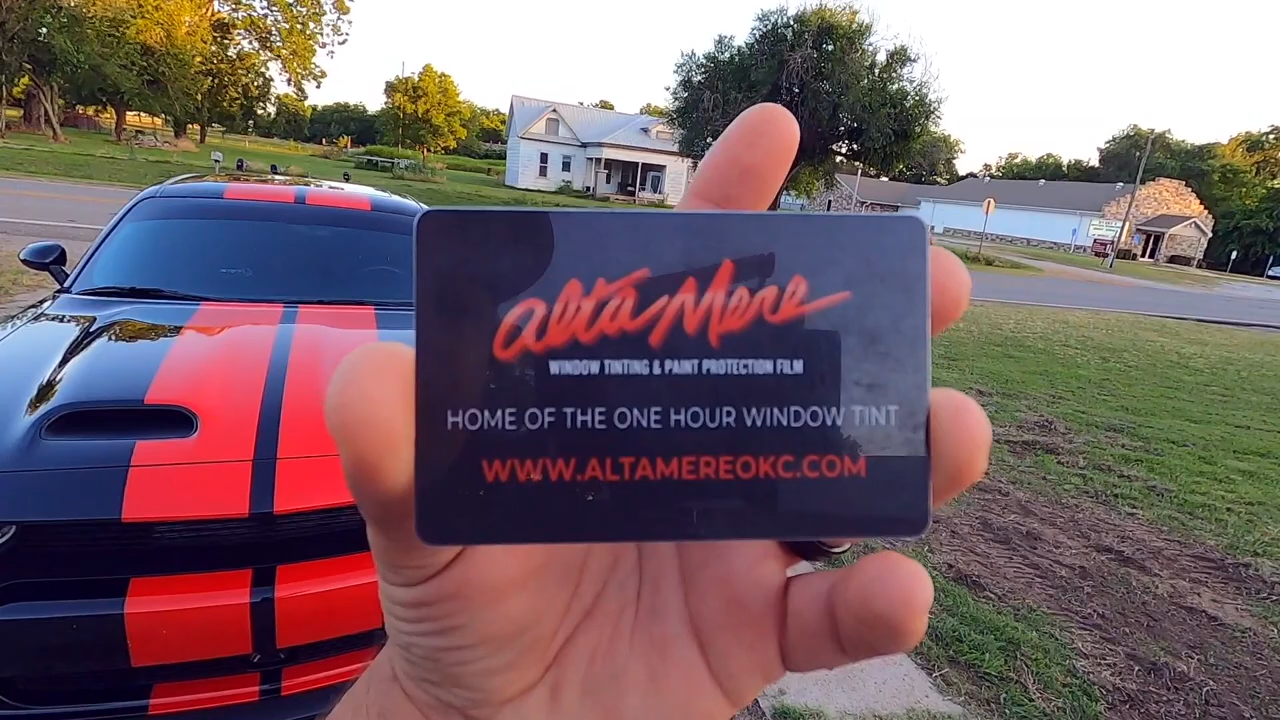 alta Mere
WINDOW TINTING & PAINT PROTECTION FILM
HOME OF THE ONE HOUR WINDOW TINT
WWW.ALTAMEREOKC.COM